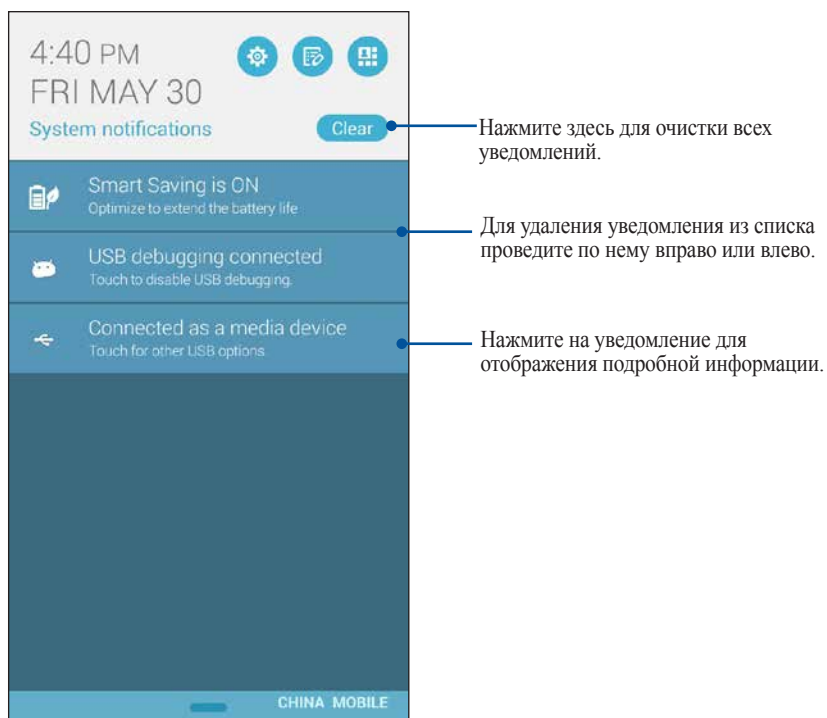 4:40 PM
FRI MAY 30
System notifications
Clear
Нажмите здесь для очистки всех
уведомлений.
Smart Saving is ON
Optimize to extend the battery life
Для удаления уведомления из списка
проведите по нему вправо или влево.
USB debugging connected
Touch to disable USB debugging.
Connected as a media device
Touch for other USB options
Нажмите на уведомление для
отображения подробной информации.
CHINA MOBILE